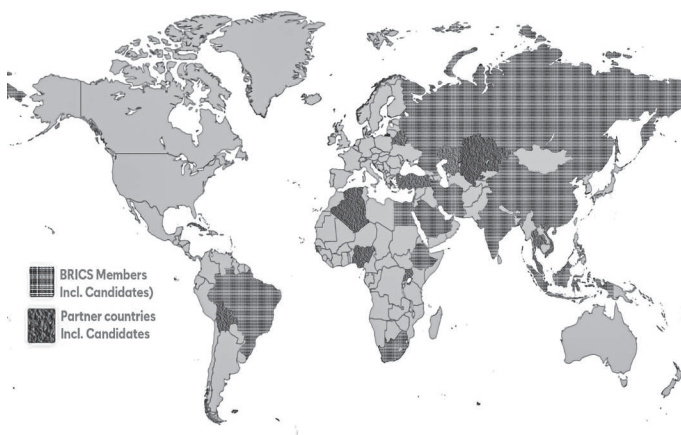 BRICS Members
Incl. Candidates)
Partner countries
Incl. Candidates